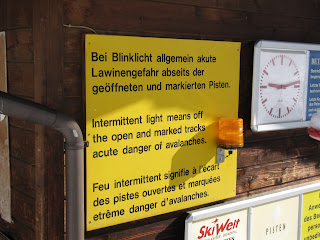 Bei Blinklicht allgemein akute
Lawinengefahr abseits der
geöffneten und markierten Pisten.
Intermittent light means off
the open and marked tracks
acute danger of avalanches.
Feu intermittent signifie à l'écart
des pistes ouvertes et marquées
etrême danger d'avalanches.
SkiWelt
PISTEN